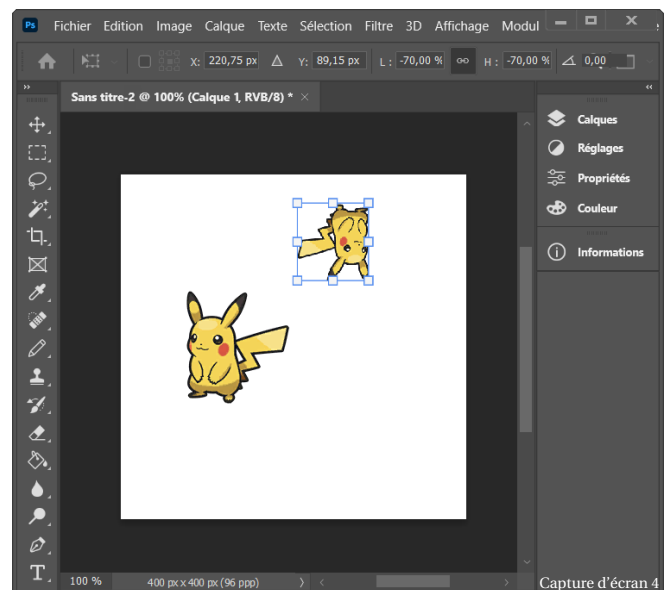 Ps Fichier Edition Image Calque Texte Sélection Filtre 3D Affichage Modul
X: 220,75 px Δ Y: 89,15 px L : -70,00 % H : -70,00 % 0,00
Sans titre-2 @ 100% (Calque 1, RVB/8) * ×
Calques
Réglages
Propriétés
Couleur
Informations
100 % 400 px x 400 px (96 ppp)
Capture d'écran 4